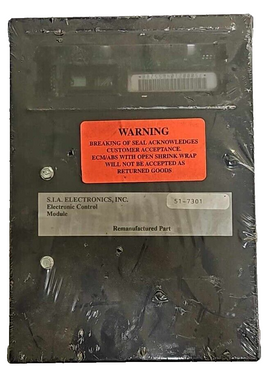 WARNING
BREAKING OF SEAL ACKNOWLEDGES
CUSTOMER ACCEPTANCE.
ECM/ABS WITH OPEN SHRINK WRAP
WILL NOT BE ACCEPTED AS
RETURNED GOODS
S.I.A. ELECTRONICS, INC.
Electronic Control
Module
51-7301
Remanufactured Part